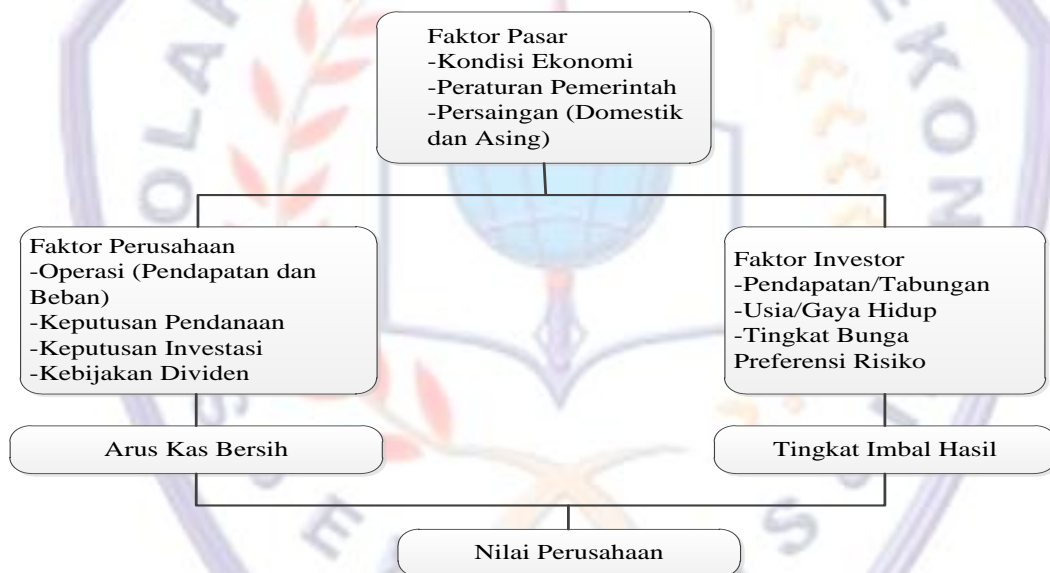 Faktor Pasar
-Kondisi Ekonomi
-Peraturan Pemerintah
-Persaingan (Domestik
dan Asing)
Faktor Perusahaan
-Operasi (Pendapatan dan
Beban)
-Keputusan Pendanaan
-Keputusan Investasi
-Kebijakan Dividen
Faktor Investor
-Pendapatan/Tabungan
-Usia/Gaya Hidup
-Tingkat Bunga
Preferensi Risiko
Arus Kas Bersih
Tingkat Imbal Hasil
Nilai Perusahaan